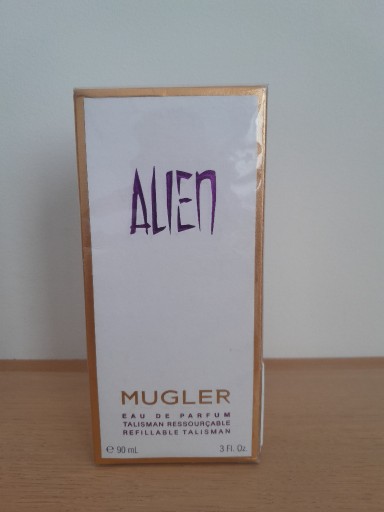 ALIEN
MUGLER
EAU DE PARFUM
TALISMAN RESSOURÇABLE
REFILLABLE TALISMAN
℮ 90 mL 3 Fl. Oz.